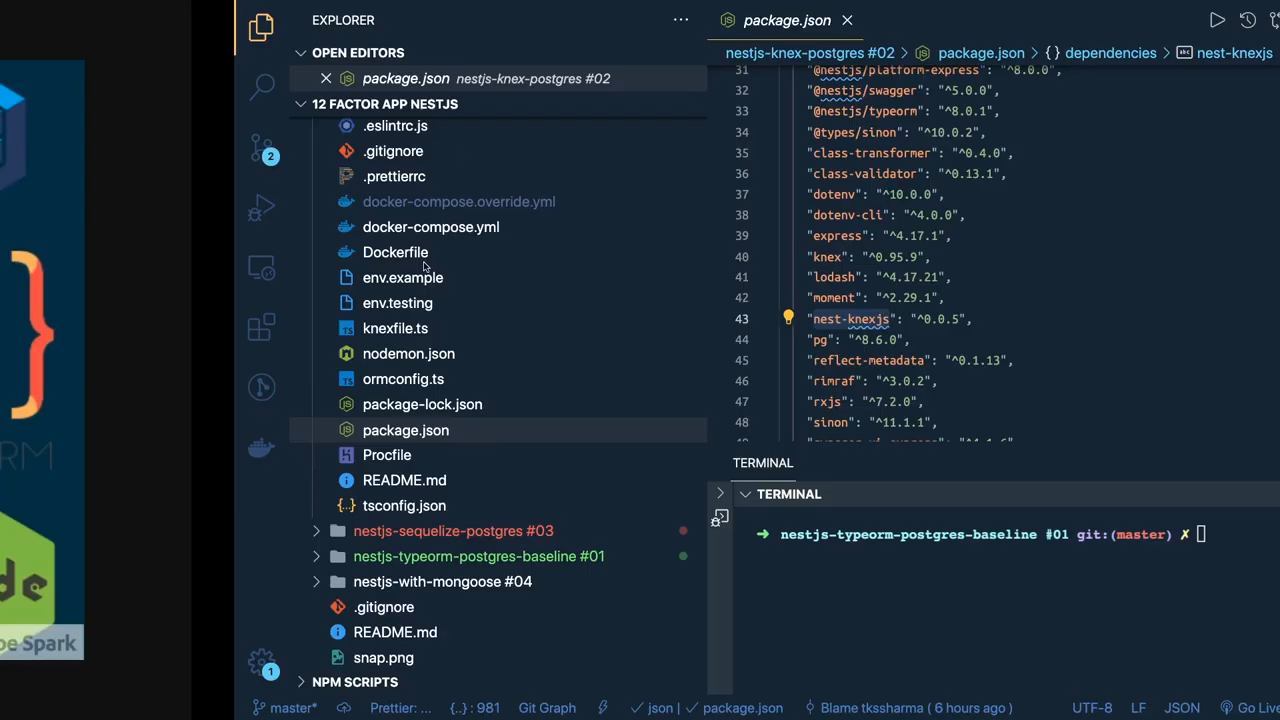 EXPLORER
OPEN EDITORS
package.json nestjs-knex-postgres #02
12 FACTOR APP NESTJS
.eslintrc.js
.gitignore
.prettierrc
docker-compose.override.yml
docker-compose.yml
Dockerfile
env.example
env.testing
knexfile.ts
nodemon.json
ormconfig.ts
package-lock.json
package.json
Procfile
README.md
tsconfig.json
nestjs-sequelize-postgres #03
nestjs-typeorm-postgres-baseline #01
nestjs-with-mongoose #04
.gitignore
README.md
snap.png
NPM SCRIPTS
2
1
package.json
nestjs-knex-postgres #02 > package.json > {} dependencies > nest-knexjs
31 "@nestjs/platform-express": "^8.0.0",
32 "@nestjs/swagger": "^5.0.0",
33 "@nestjs/typeorm": "^8.0.1",
34 "@types/sinon": "^10.0.2",
35 "class-transformer": "^0.4.0",
36 "class-validator": "^0.13.1",
37 "dotenv": "^10.0.0",
38 "dotenv-cli": "^4.0.0",
39 "express": "^4.17.1",
40 "knex": "^0.95.9",
41 "lodash": "^4.17.21",
42 "moment": "^2.29.1",
43 "nest-knexjs": "^0.0.5",
44 "pg": "^8.6.0",
45 "reflect-metadata": "^0.1.13",
46 "rimraf": "^3.0.2",
47 "rxjs": "^7.2.0",
48 "sinon": "^11.1.1",
TERMINAL
TERMINAL
➜ nestjs-typeorm-postgres-baseline #01 git:(master) ✗
master* Prettier: ... {..} : 981 Git Graph ✓ json | ✓ package.json Blame tkssharma ( 6 hours ago ) UTF-8 LF JSON Go Live
RM
de
Spark